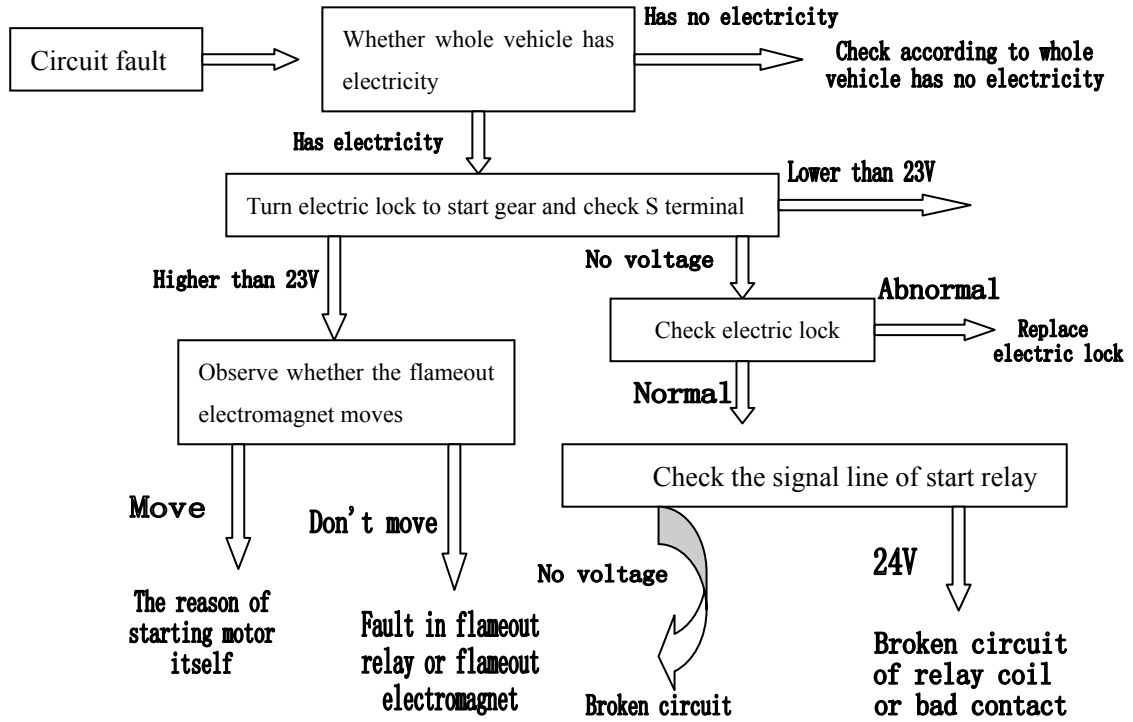 Circuit fault
Whether whole vehicle has
electricity
Has no electricity
Check according to whole
vehicle has no electricity
Has electricity
Turn electric lock to start gear and check S terminal
Lower than 23V
Higher than 23V
No voltage
Check electric lock
Abnormal
Replace
electric lock
Observe whether the flameout
electromagnet moves
Normal
Check the signal line of start relay
Move
Don't move
No voltage
24V
The reason of
starting motor
itself
Fault in flameout
relay or flameout
electromagnet
Broken circuit
Broken circuit
of relay coil
or bad contact